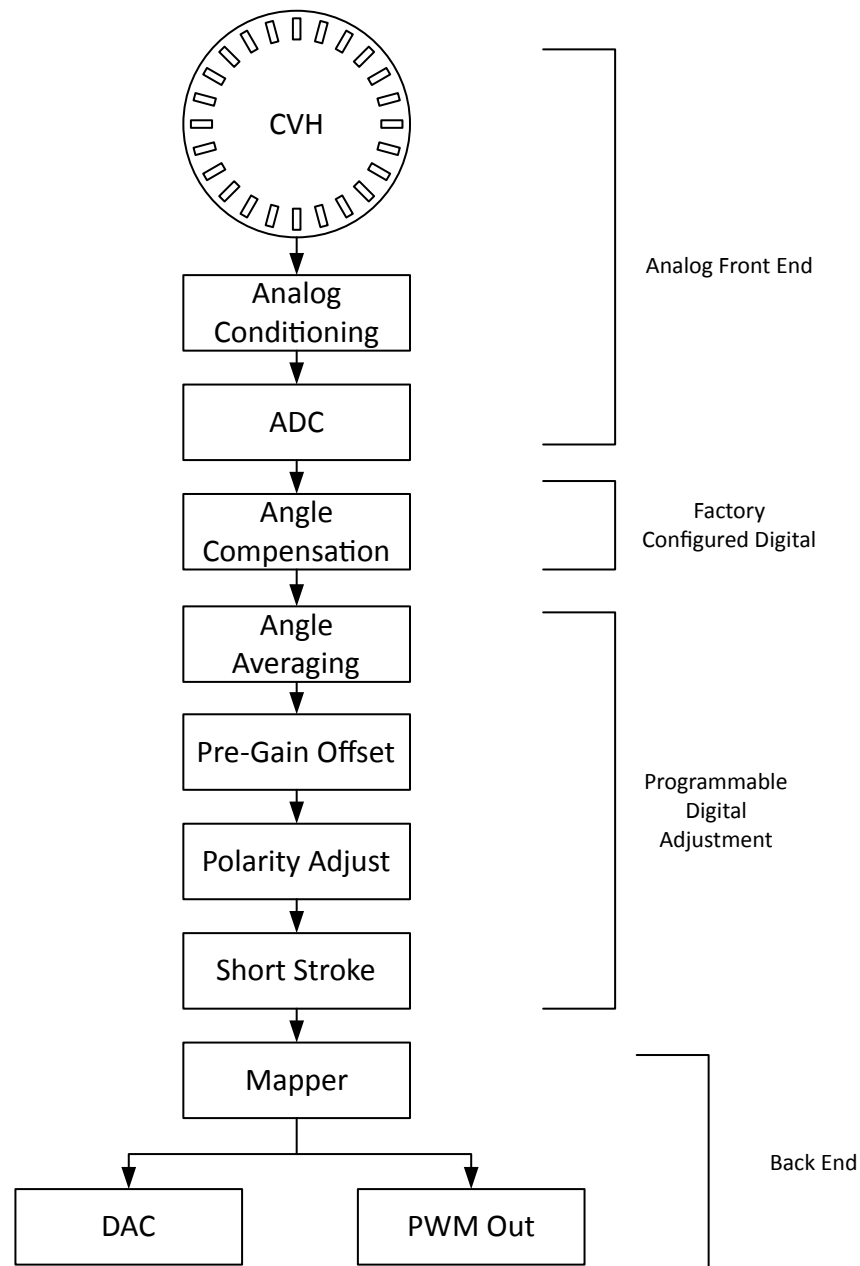 CVH
Analog Front End
Analog
Conditioning
ADC
Angle
Compensation
Factory
Configured Digital
Angle
Averaging
Pre-Gain Offset
Programmable
Digital
Adjustment
Polarity Adjust
Short Stroke
Mapper
Back End
DAC
PWM Out